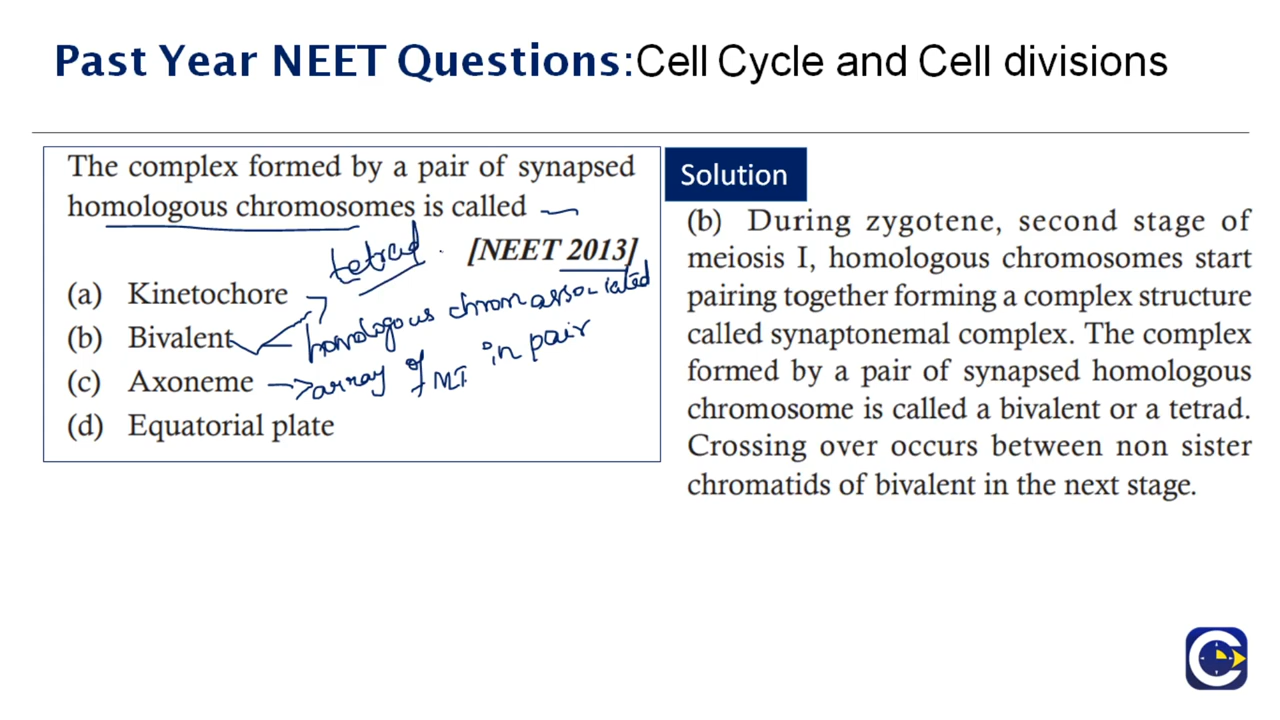 Past Year NEET Questions:Cell Cycle and Cell divisions
The complex formed by a pair of synapsed
homologous chromosomes is called
tetrad
[NEET 2013]
(a) Kinetochore
homologous chrom associated
(b) Bivalent
in pair
(c) Axoneme → array of MT
(d) Equatorial plate
Solution
(b) During zygotene, second stage of
meiosis I, homologous chromosomes start
pairing together forming a complex structure
called synaptonemal complex. The complex
formed by a pair of synapsed homologous
chromosome is called a bivalent or a tetrad.
Crossing over occurs between non sister
chromatids of bivalent in the next stage.